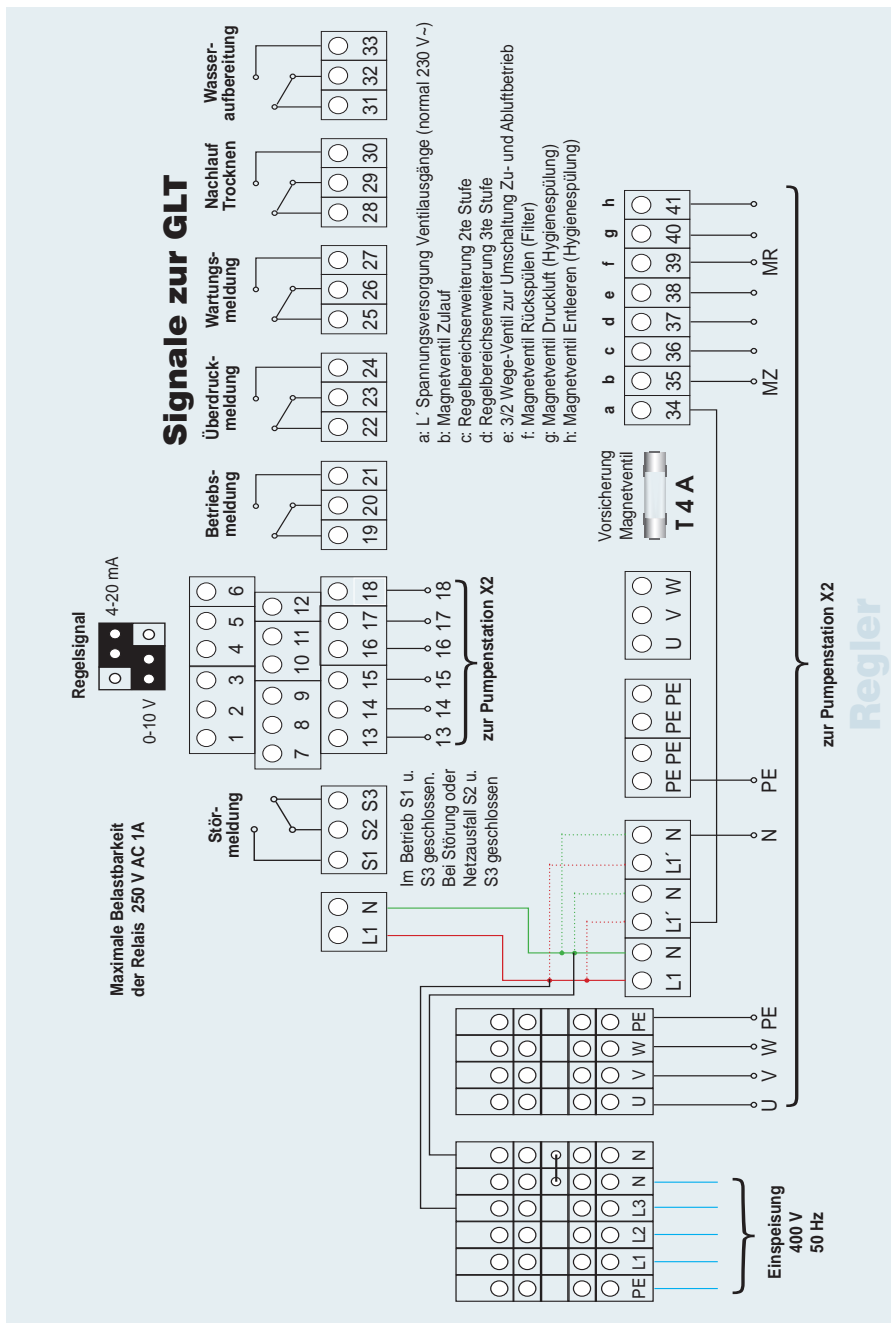 Signale zur GLT
Maximale Belastbarkeit
der Relais 250 V AC 1A
Regelsignal
0-10 V
4-20 mA
Stör-
meldung
Betriebs-
meldung
Überdruck-
meldung
Wartungs-
meldung
Nachlauf
Trocknen
Wasser-
aufbereitung
1 2 3 4 5 6
7 8 9 10 11 12
L1 N
S1 S2 S3
13 14 15 16 17 18
19 20 21
22 23 24
25 26 27
28 29 30
31 32 33
13 14 15 16 17 18
zur Pumpenstation X2
Im Betrieb S1 u.
S3 geschlossen.
Bei Störung oder
Netzausfall S2 u.
S3 geschlossen
a: L´ Spannungsversorgung Ventilausgänge (normal 230 V~)
b: Magnetventil Zulauf
c: Regelbereichserweiterung 2te Stufe
d: Regelbereichserweiterung 3te Stufe
e: 3/2 Wege-Ventil zur Umschaltung Zu- und Abluftbetrieb
f: Magnetventil Rückspülen (Filter)
g: Magnetventil Druckluft (Hygienespülung)
h: Magnetventil Entleeren (Hygienespülung)
Vorsicherung
Magnetventil
T 4 A
a b c d e f g h
PE L1 L2 L3 N N
U V W PE
L1 N L1´ N L1´ N
PE PE PE PE
U V W
34 35 36 37 38 39 40 41
U V W PE
N
PE
MZ
MR
Einspeisung
400 V
50 Hz
zur Pumpenstation X2
Regler